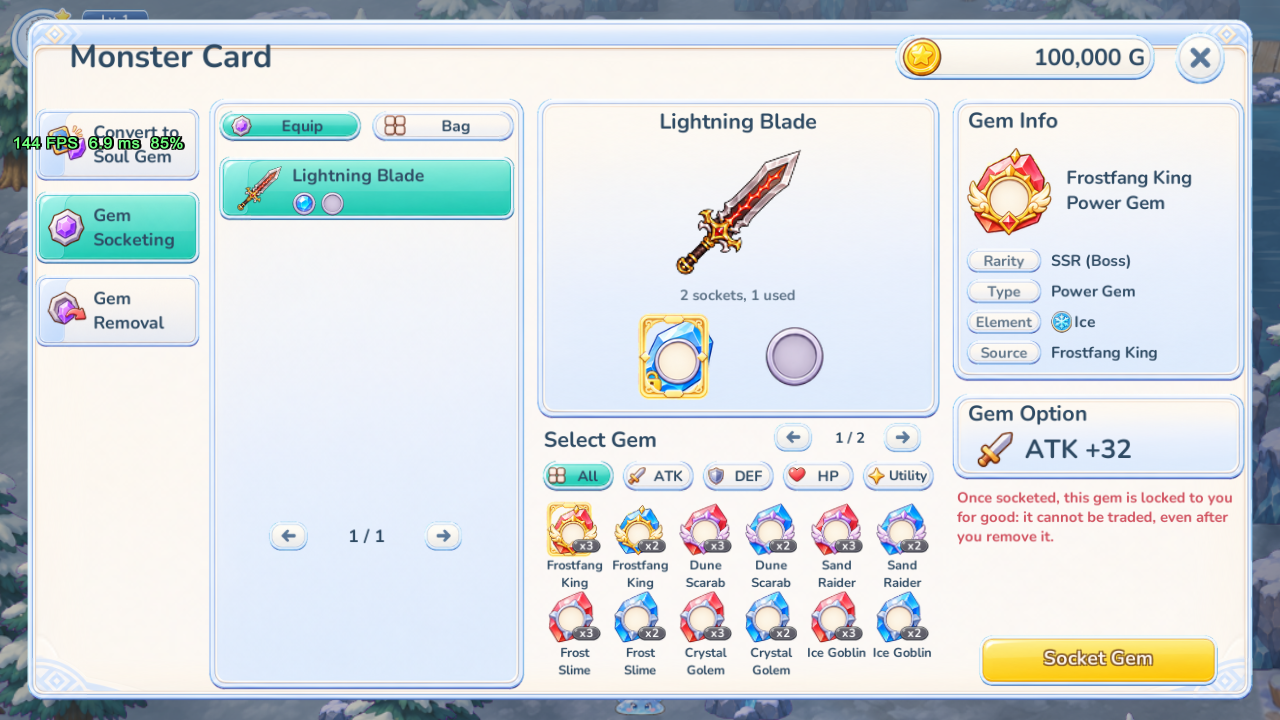 Monster Card
100,000 G
Convert to
Soul Gem
144 FPS 6.9 ms 85%
Gem
Socketing
Gem
Removal
Equip
Bag
Lightning Blade
1 / 1
Lightning Blade
2 sockets, 1 used
Select Gem
1 / 2
All
ATK
DEF
HP
Utility
x3
x2
x3
x2
x3
x2
Frostfang
King
Frostfang
King
Dune
Scarab
Dune
Scarab
Sand
Raider
Sand
Raider
x3
x2
x3
x2
x3
x2
Frost
Slime
Frost
Slime
Crystal
Golem
Crystal
Golem
Ice Goblin
Ice Goblin
Gem Info
Frostfang King
Power Gem
Rarity SSR (Boss)
Type Power Gem
Element Ice
Source Frostfang King
Gem Option
ATK +32
Once socketed, this gem is locked to you
for good: it cannot be traded, even after
you remove it.
Socket Gem